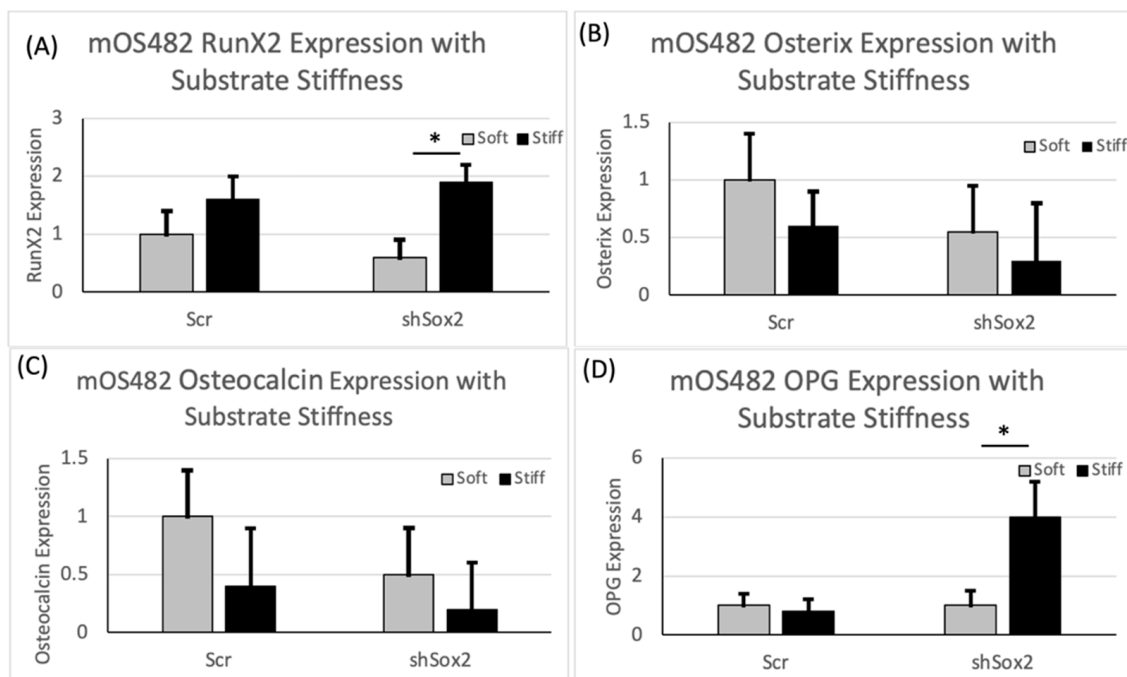 (A)
mOS482 RunX2 Expression with
Substrate Stiffness
RunX2 Expression
3
2
1
0
Soft Stiff
*
Scr shSox2
(B)
mOS482 Osterix Expression with
Substrate Stiffness
Osterix Expression
1.5
1
0.5
0
Soft Stiff
Scr shSox2
(C)
mOS482 Osteocalcin Expression with
Substrate Stiffness
Osteocalcin Expression
1.5
1
0.5
0
Soft Stiff
Scr shSox2
(D)
mOS482 OPG Expression with
Substrate Stiffness
OPG Expression
6
4
2
0
*
Soft Stiff
Scr shSox2